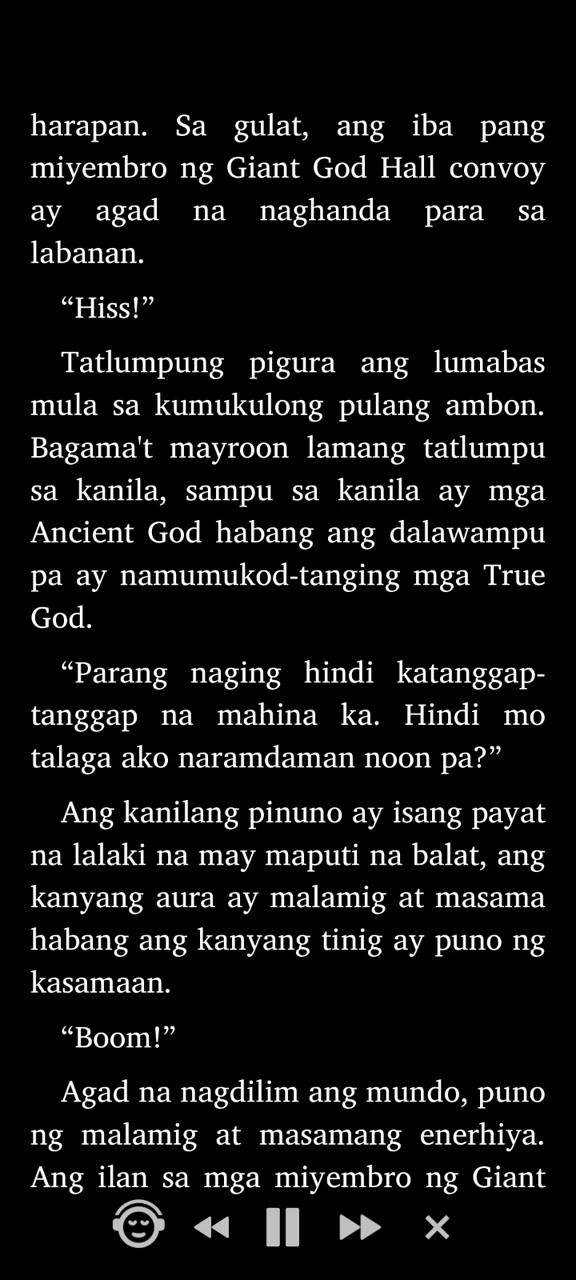 harapan. Sa gulat, ang iba pang
miyembro ng Giant God Hall convoy
ay agad na naghanda para sa
labanan.
“Hiss!”
Tatlumpung pigura ang lumabas
mula sa kumukulong pulang ambon.
Bagama't mayroon lamang tatlumpu
sa kanila, sampu sa kanila ay mga
Ancient God habang ang dalawampu
pa ay namumukod-tanging mga True
God.
“Parang naging hindi katanggap-
tanggap na mahina ka. Hindi mo
talaga ako naramdaman noon pa?”
Ang kanilang pinuno ay isang payat
na lalaki na may maputi na balat, ang
kanyang aura ay malamig at masama
habang ang kanyang tinig ay puno ng
kasamaan.
“Boom!”
Agad na nagdilim ang mundo, puno
ng malamig at masamang enerhiya.
Ang ilan sa mga miyembro ng Giant